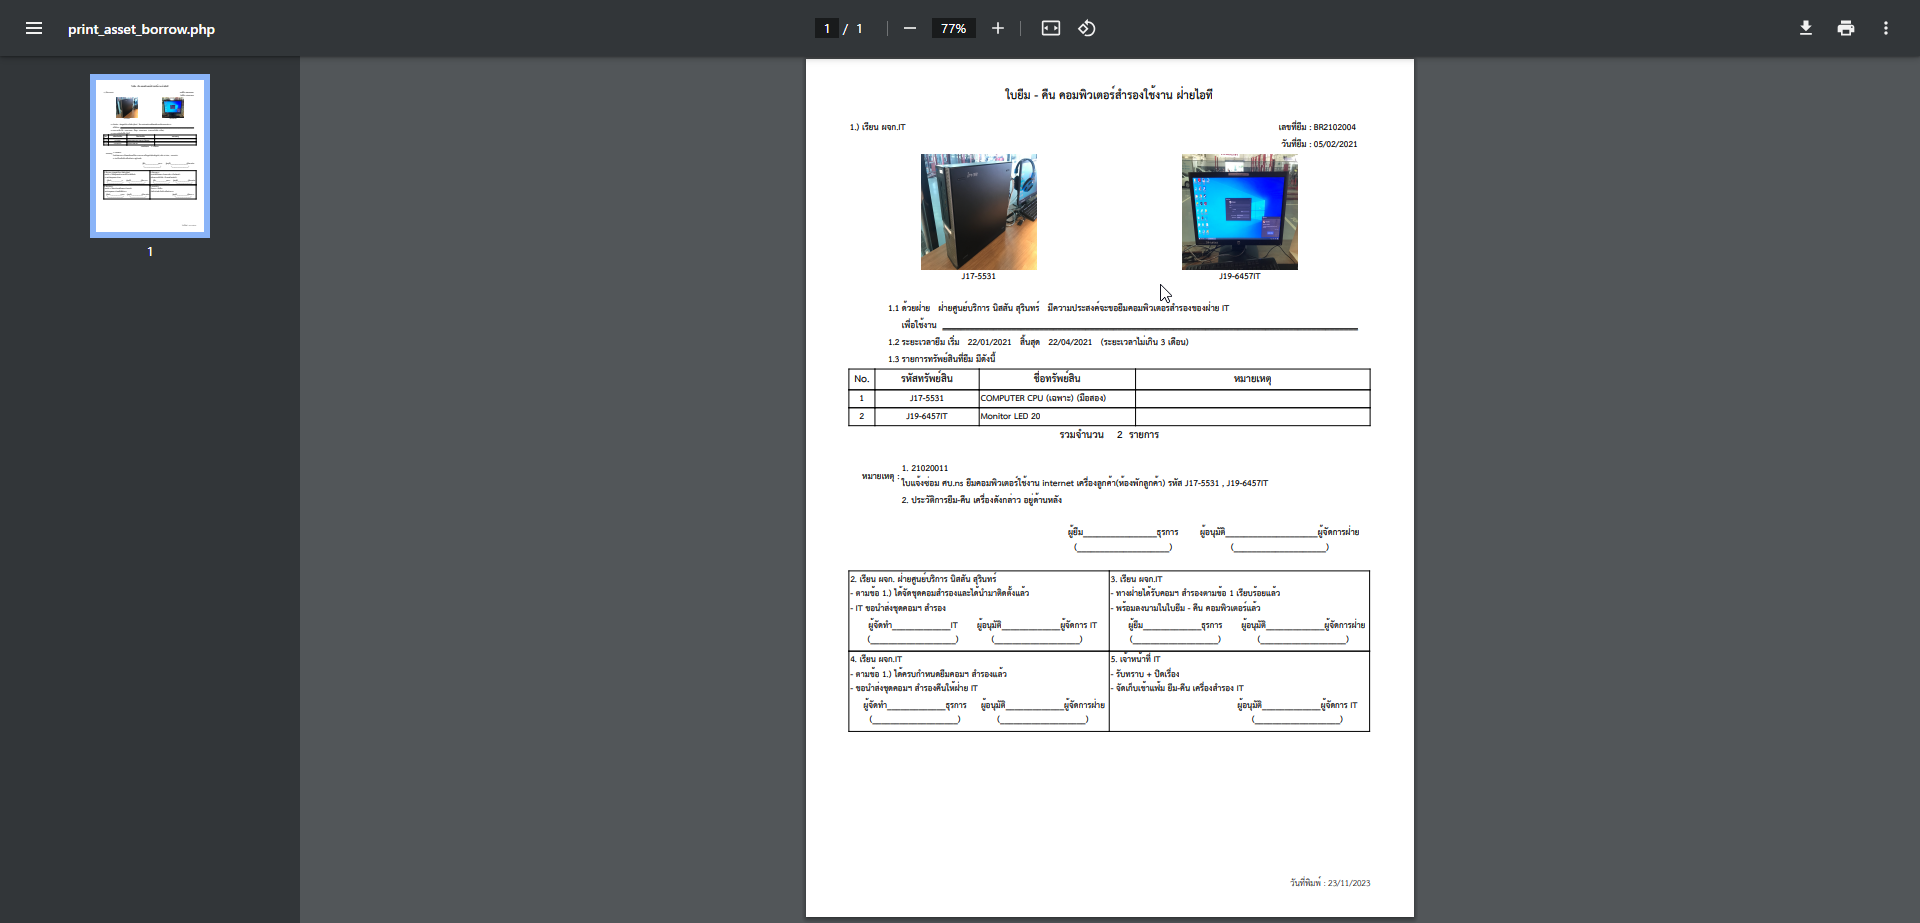 print_asset_borrow.php
1 / 1
77%
1
ใบยืม - คืน คอมพิวเตอร์สำรองใช้งาน ฝ่ายไอที
1.) เรียน ผจก.IT
เลขที่ยืม : BR2102004
วันที่ยืม : 05/02/2021
J17-5531
J19-6457IT
1.1 ด้วยฝ่าย ฝ่ายศูนย์บริการ นิสสัน สุรินทร์ มีความประสงค์จะขอยืมคอมพิวเตอร์สำรองของฝ่าย IT
เพื่อใช้งาน
1.2 ระยะเวลายืม เริ่ม 22/01/2021 สิ้นสุด 22/04/2021 (ระยะเวลาไม่เกิน 3 เดือน)
1.3 รายการทรัพย์สินที่ยืม มีดังนี้
No. รหัสทรัพย์สิน ชื่อทรัพย์สิน หมายเหตุ
1 J17-5531 COMPUTER CPU (เฉพาะ) (มือสอง)
2 J19-6457IT Monitor LED 20
รวมจำนวน 2 รายการ
หมายเหตุ :
1. 21020011
ใบแจ้งซ่อม ศบ.ns ยืมคอมพิวเตอร์ใช้งาน internet เครื่องลูกค้า(ห้องพักลูกค้า) รหัส J17-5531 , J19-6457IT
2. ประวัติการยืม-คืน เครื่องดังกล่าว อยู่ด้านหลัง
ผู้ยืม________________ธุรการ ผู้อนุมัติ____________________ผู้จัดการฝ่าย
(____________________) (____________________)
2. เรียน ผจก. ฝ่ายศูนย์บริการ นิสสัน สุรินทร์
- ตามข้อ 1.) ได้จัดชุดคอมสำรองและได้นำมาติดตั้งแล้ว
- IT ขอนำส่งชุดคอมฯ สำรอง
ผู้จัดทำ_____________IT ผู้อนุมัติ_____________ผู้จัดการ IT
(__________________) (__________________)
3. เรียน ผจก.IT
- ทางฝ่ายได้รับคอมฯ สำรองตามข้อ 1 เรียบร้อยแล้ว
- พร้อมลงนามในใบยืม - คืน คอมพิวเตอร์แล้ว
ผู้ยืม_____________ธุรการ ผู้อนุมัติ_____________ผู้จัดการฝ่าย
(__________________) (__________________)
4. เรียน ผจก.IT
- ตามข้อ 1.) ได้ครบกำหนดยืมคอมฯ สำรองแล้ว
- ขอนำส่งชุดคอมฯ สำรองคืนให้ฝ่าย IT
ผู้จัดทำ_____________ธุรการ ผู้อนุมัติ_____________ผู้จัดการฝ่าย
(__________________) (__________________)
5. เจ้าหน้าที่ IT
- รับทราบ + ปิดเรื่อง
- จัดเก็บเข้าแฟ้ม ยืม-คืน เครื่องสำรอง IT
ผู้อนุมัติ_____________ผู้จัดการ IT
(__________________)
วันที่พิมพ์ : 23/11/2023